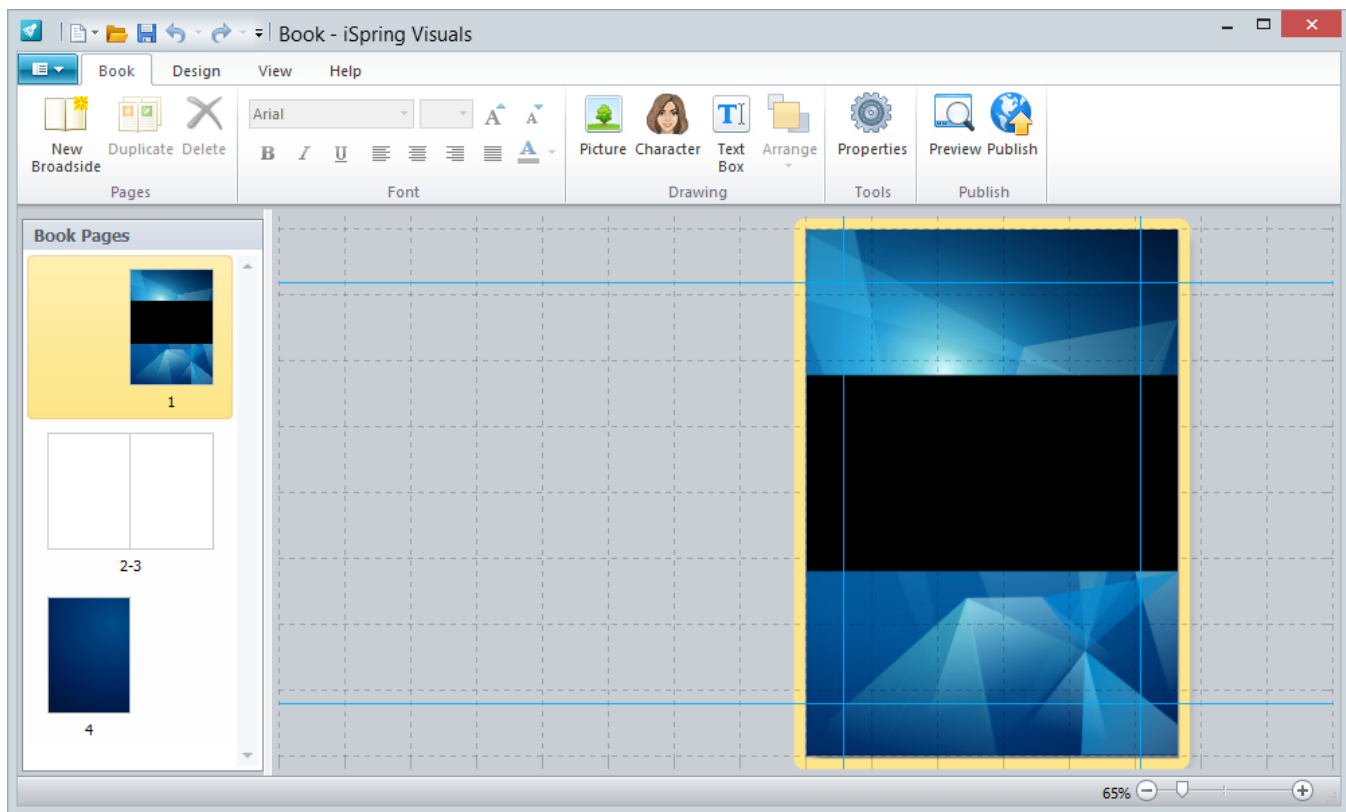 Book - iSpring Visuals
Book Design View Help
New Broadside
Duplicate
Delete
Pages
Arial
A A
B I U A
Font
Picture
Character
Text Box
Arrange
Drawing
Properties
Tools
Preview
Publish
Publish
Book Pages
1
2-3
4
65%